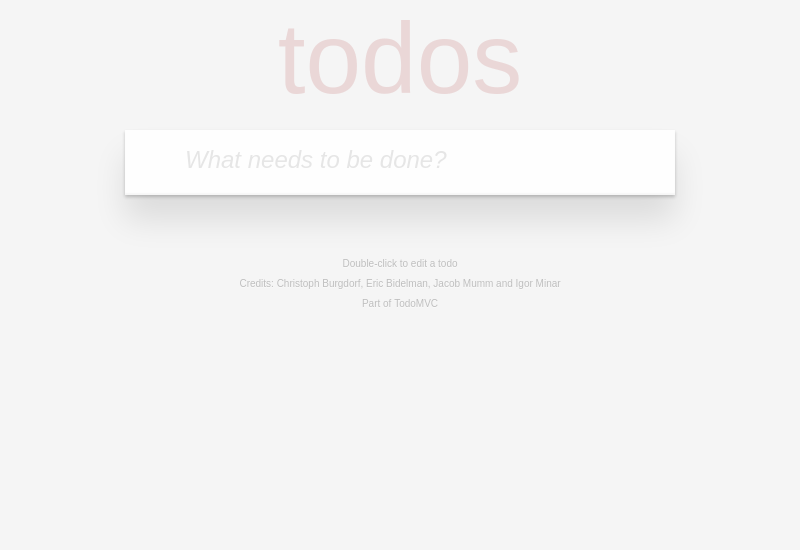 todos
What needs to be done?
Double-click to edit a todo
Credits: Christoph Burgdorf, Eric Bidelman, Jacob Mumm and Igor Minar
Part of TodoMVC